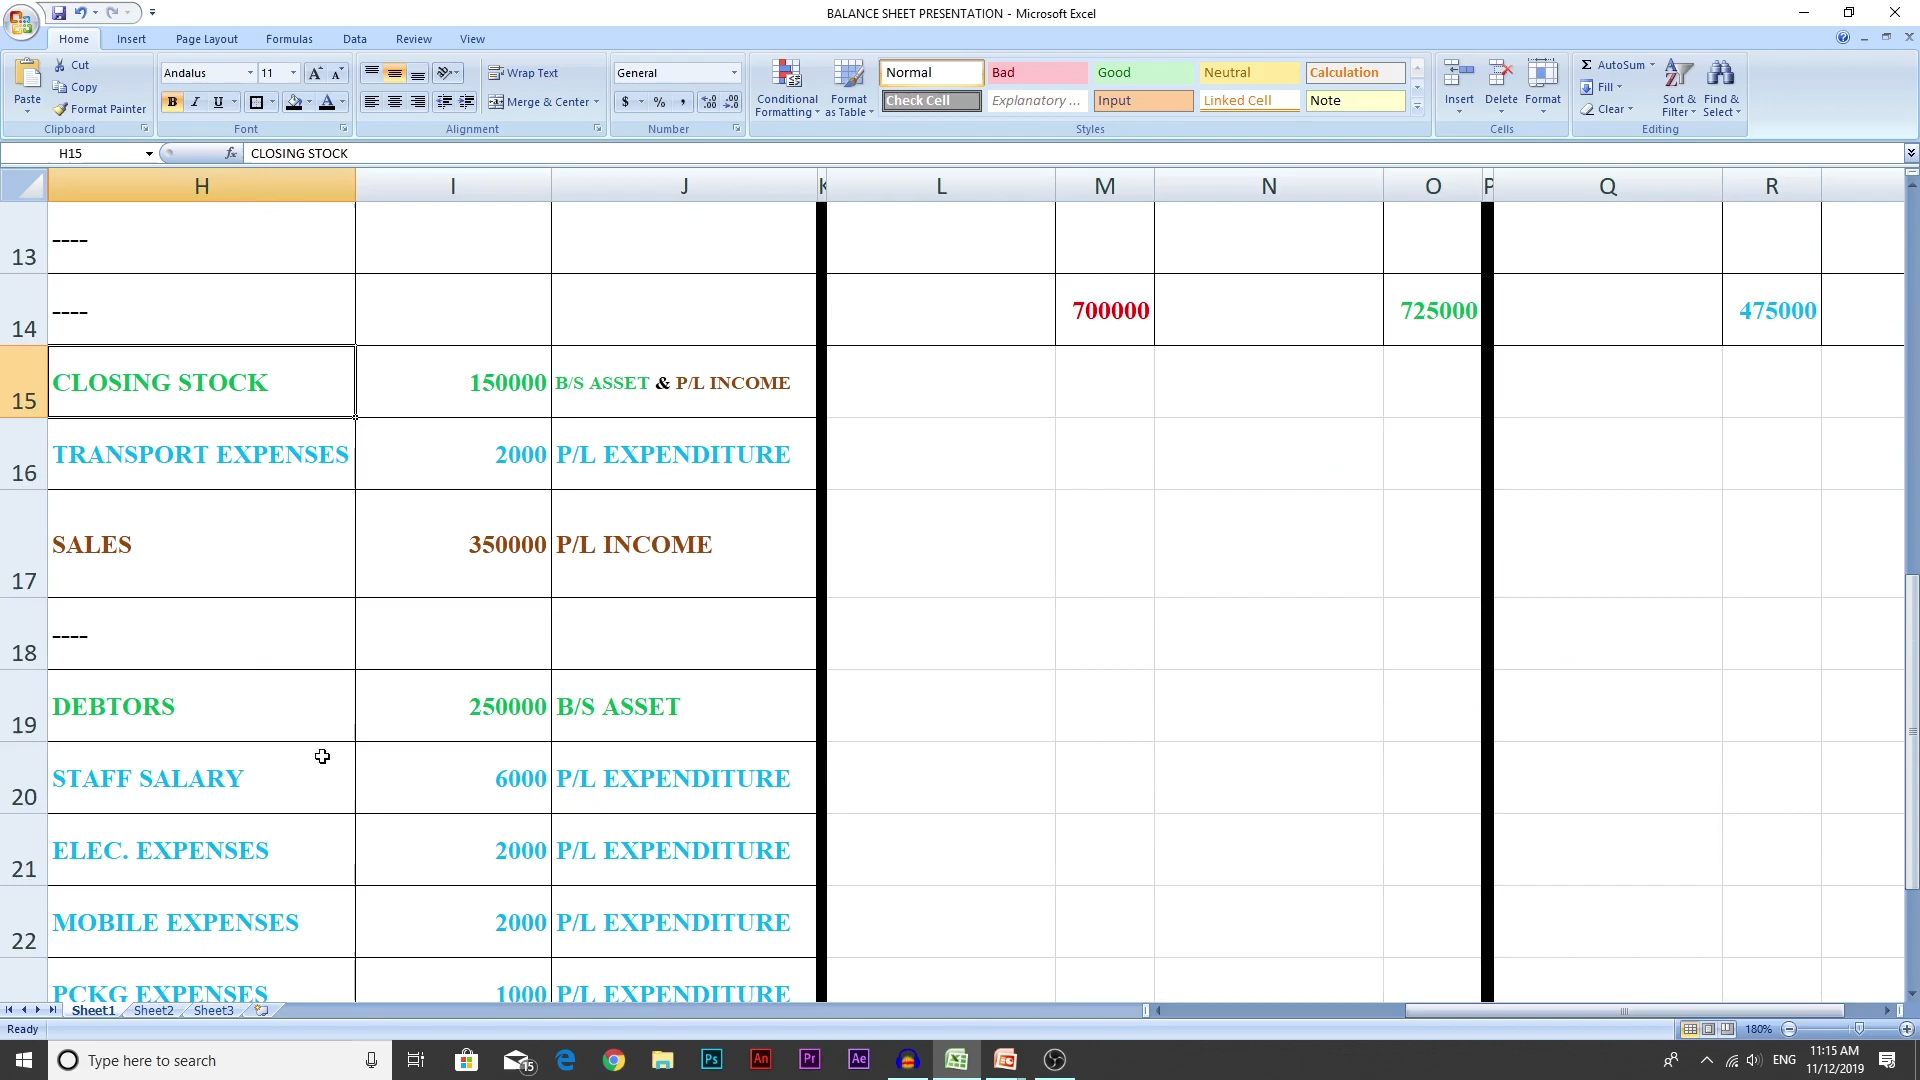 BALANCE SHEET PRESENTATION - Microsoft Excel
Home Insert Page Layout Formulas Data Review View
Paste Cut Copy Format Painter Clipboard
Andalus 11 B I U Font
Wrap Text Merge & Center Alignment
General $ % , Number
Conditional Formatting Format as Table
Normal Bad Good Neutral Calculation
Check Cell Explanatory ... Input Linked Cell Note
Styles
Insert Delete Format Cells
Σ AutoSum Fill Clear Sort & Filter Find & Select Editing
H15 fx CLOSING STOCK
H I J K L M N O P Q R
13 ----
14 ---- 700000 725000 475000
15 CLOSING STOCK 150000 B/S ASSET & P/L INCOME
16 TRANSPORT EXPENSES 2000 P/L EXPENDITURE
17 SALES 350000 P/L INCOME
18 ----
19 DEBTORS 250000 B/S ASSET
20 STAFF SALARY 6000 P/L EXPENDITURE
21 ELEC. EXPENSES 2000 P/L EXPENDITURE
22 MOBILE EXPENSES 2000 P/L EXPENDITURE
PCKG EXPENSES 1000 P/L EXPENDITURE
Sheet1 Sheet2 Sheet3
Ready 180%
Type here to search 15 Ps An Pr Ae ENG 11:15 AM
11/12/2019